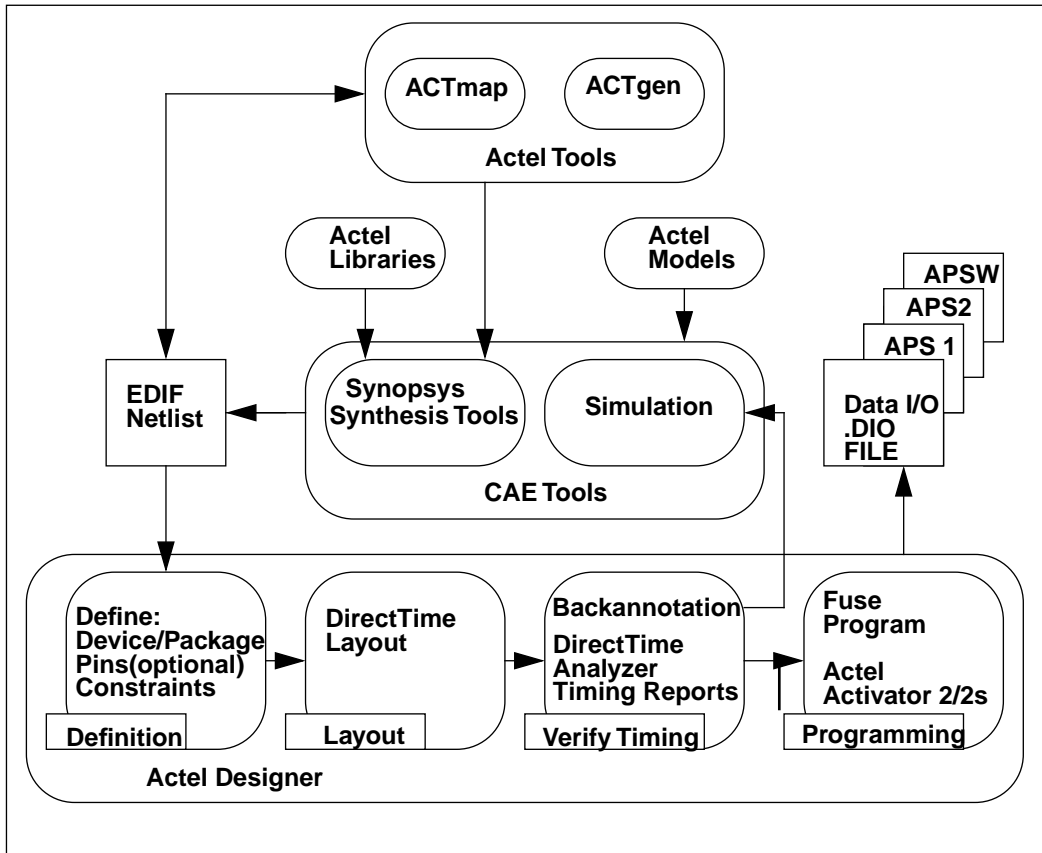 ACTmap
ACTgen
Actel Tools
Actel
Libraries
Actel
Models
APSW
APS2
APS 1
Data I/O
.DIO
FILE
EDIF
Netlist
Synopsys
Synthesis Tools
Simulation
CAE Tools
Define:
Device/Package
Pins(optional)
Constraints
Definition
DirectTime
Layout
Layout
Backannotation
DirectTime
Analyzer
Timing Reports
Verify Timing
Fuse
Program
Actel
Activator 2/2s
Programming
Actel Designer